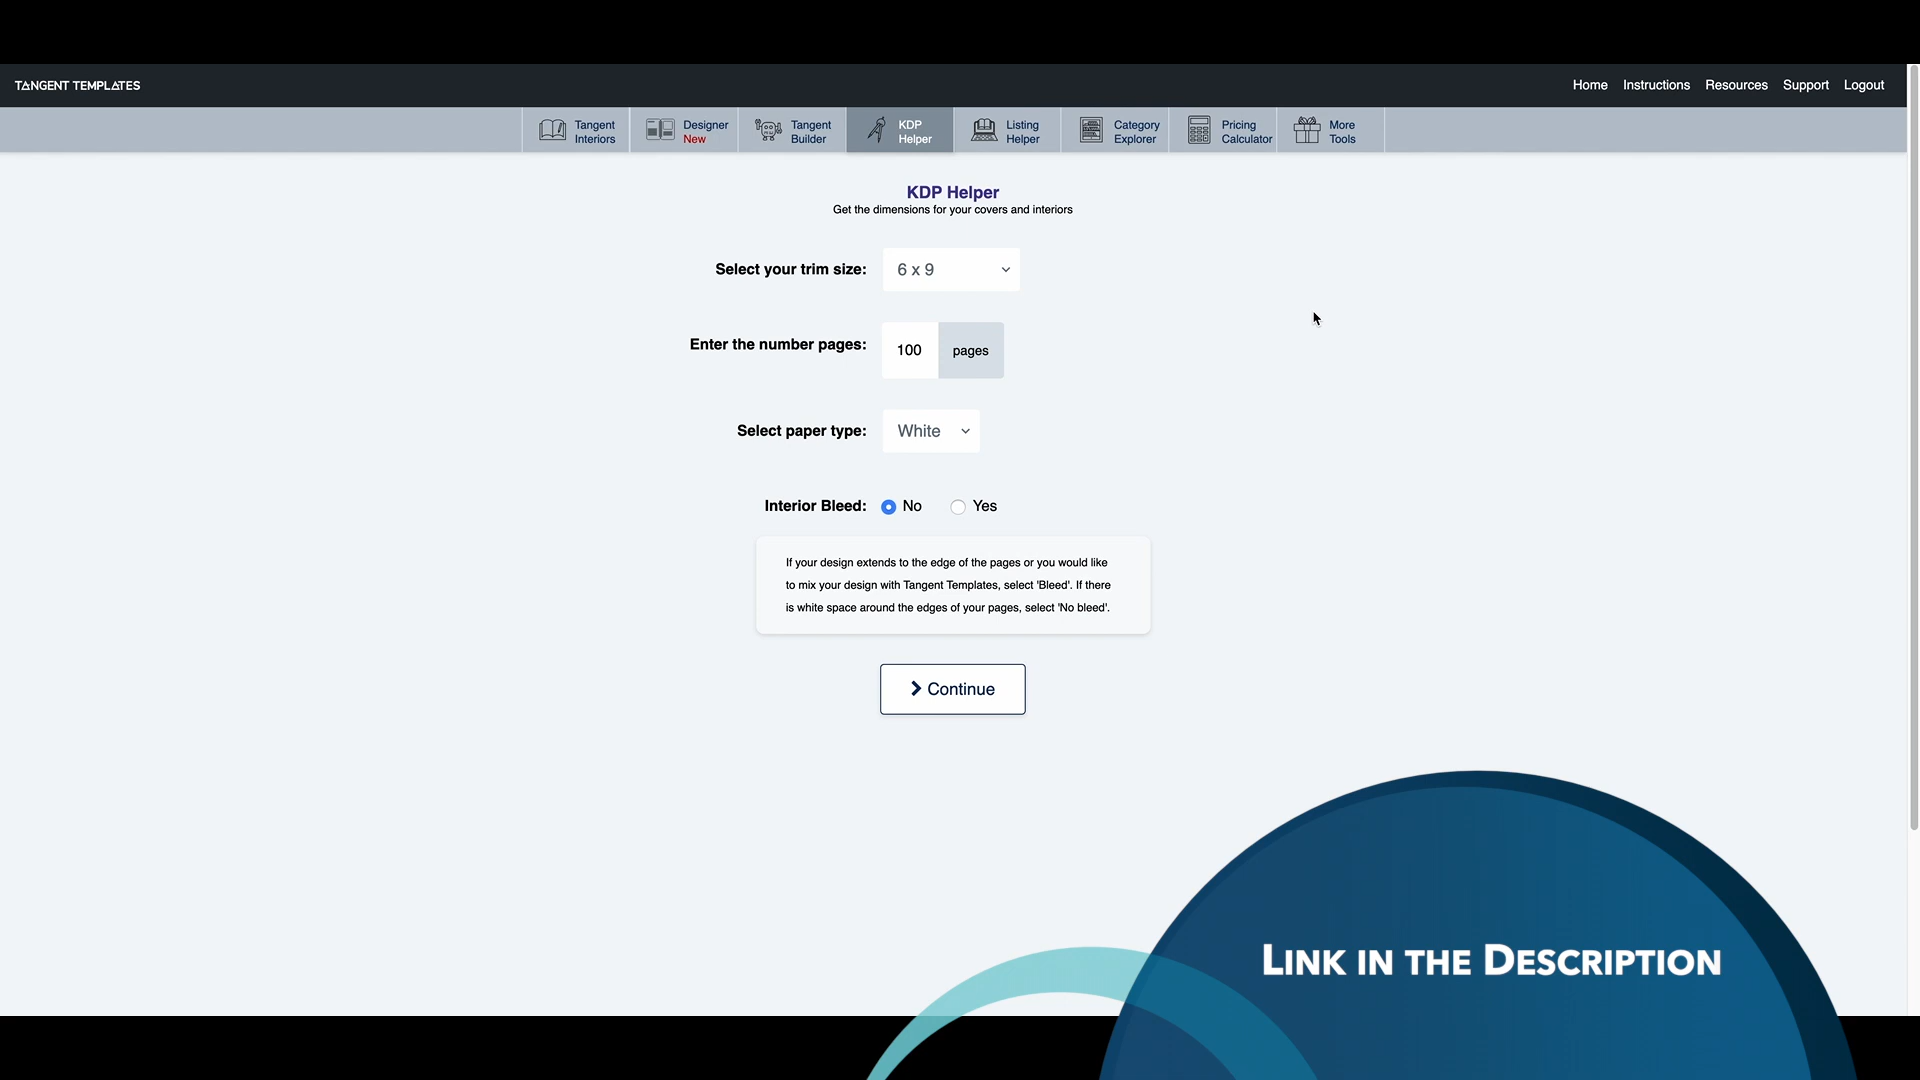 TANGENT TEMPLATES
Home Instructions Resources Support Logout
Tangent Interiors
Designer New
Tangent Builder
KDP Helper
Listing Helper
Category Explorer
Pricing Calculator
More Tools
KDP Helper
Get the dimensions for your covers and interiors
Select your trim size: 6 x 9
Enter the number pages: 100 pages
Select paper type: White
Interior Bleed: No Yes
If your design extends to the edge of the pages or you would like
to mix your design with Tangent Templates, select 'Bleed'. If there
is white space around the edges of your pages, select 'No bleed'.
Continue
LINK IN THE DESCRIPTION